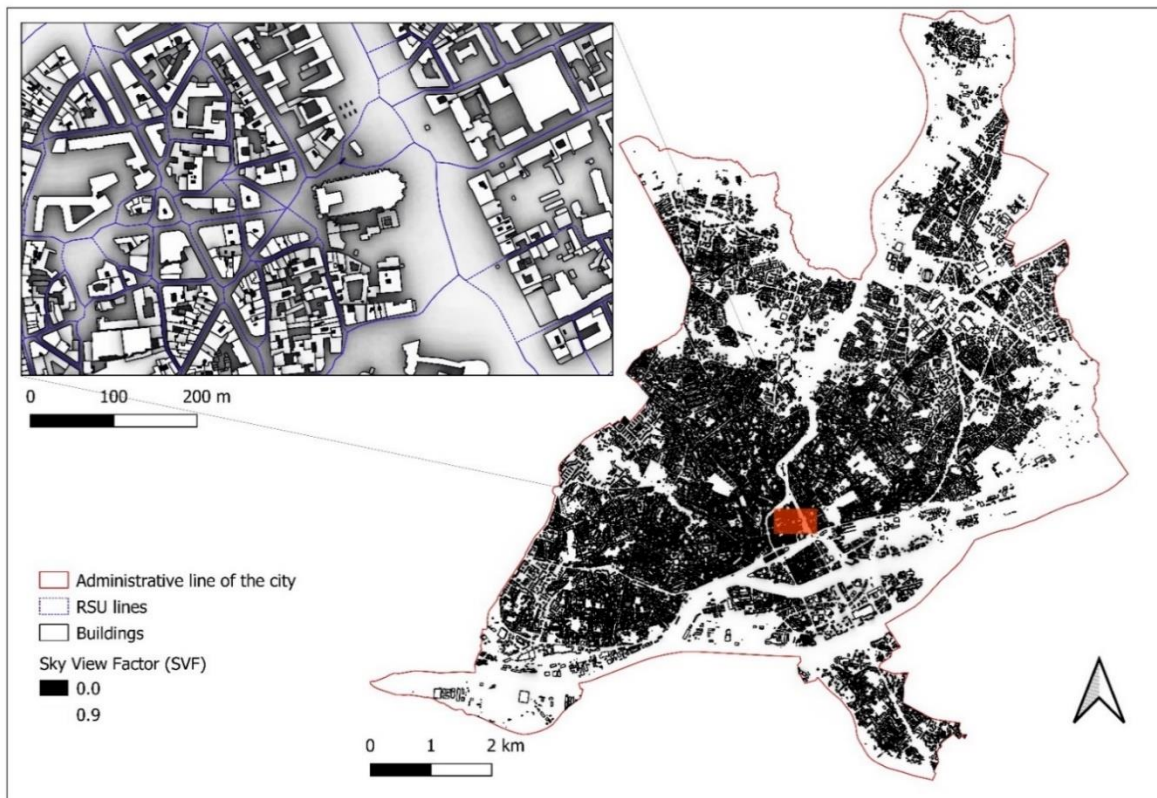 0 100 200 m
Administrative line of the city
RSU lines
Buildings
Sky View Factor (SVF)
0.0
0.9
0 1 2 km